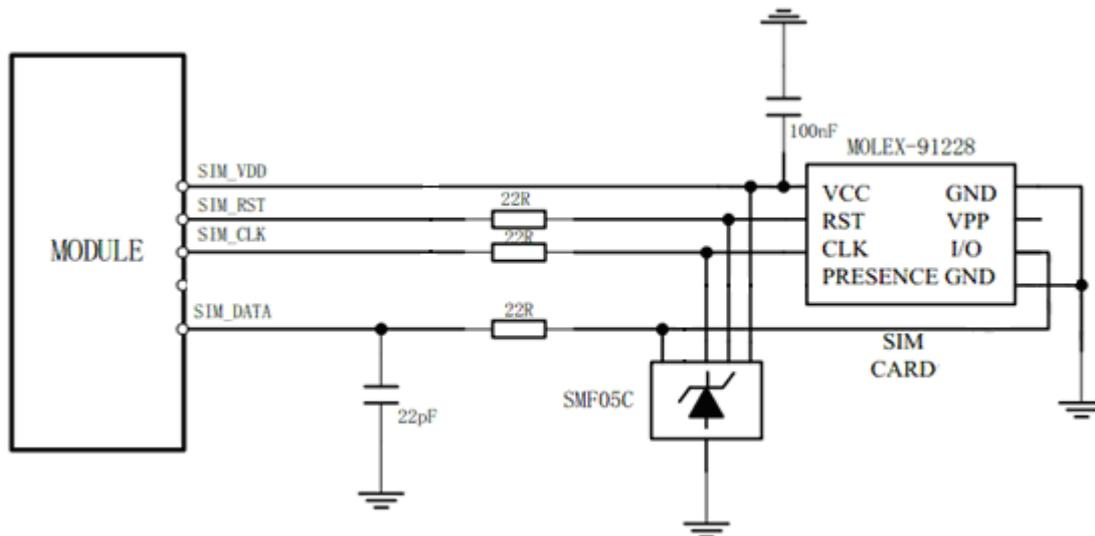 100nF
MOLEX-91228
SIM_VDD
VCC GND
22R
SIM_RST
RST VPP
22R
SIM_CLK
CLK I/O
MODULE
PRESENCE GND
SIM_DATA
22R
SIM
CARD
SMF05C
22pF